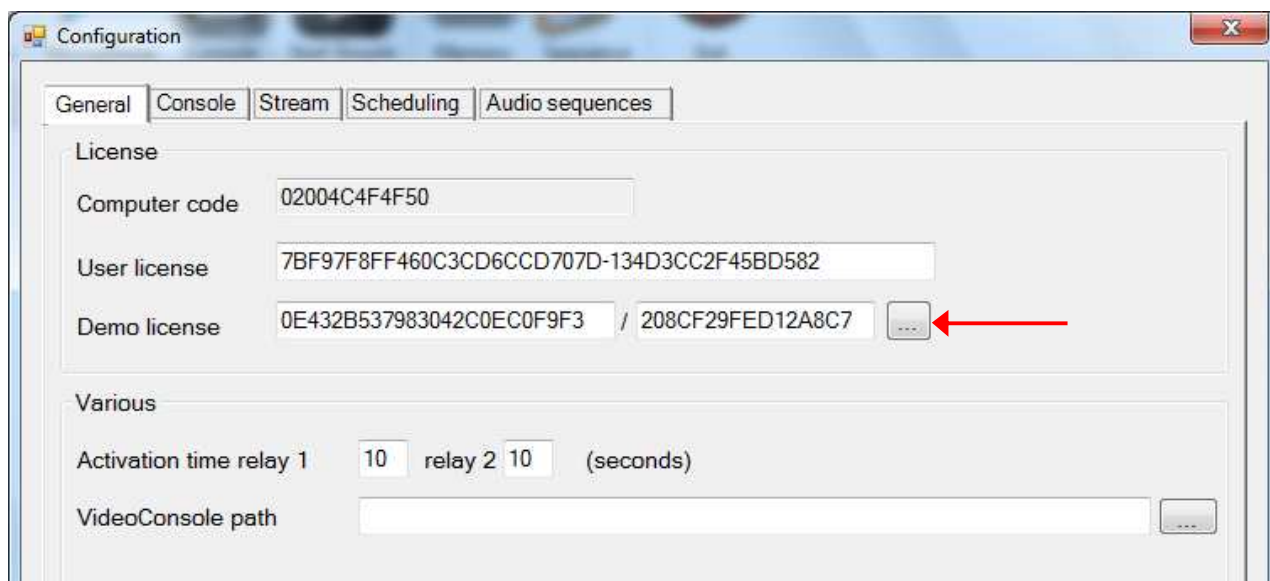 Configuration
General Console Stream Scheduling Audio sequences
License
Computer code 02004C4F4F50
User license 7BF97F8FF460C3CD6CCD707D-134D3CC2F45BD582
Demo license 0E432B537983042C0EC0F9F3 / 208CF29FED12A8C7 ...
Various
Activation time relay 1 10 relay 2 10 (seconds)
VideoConsole path ...